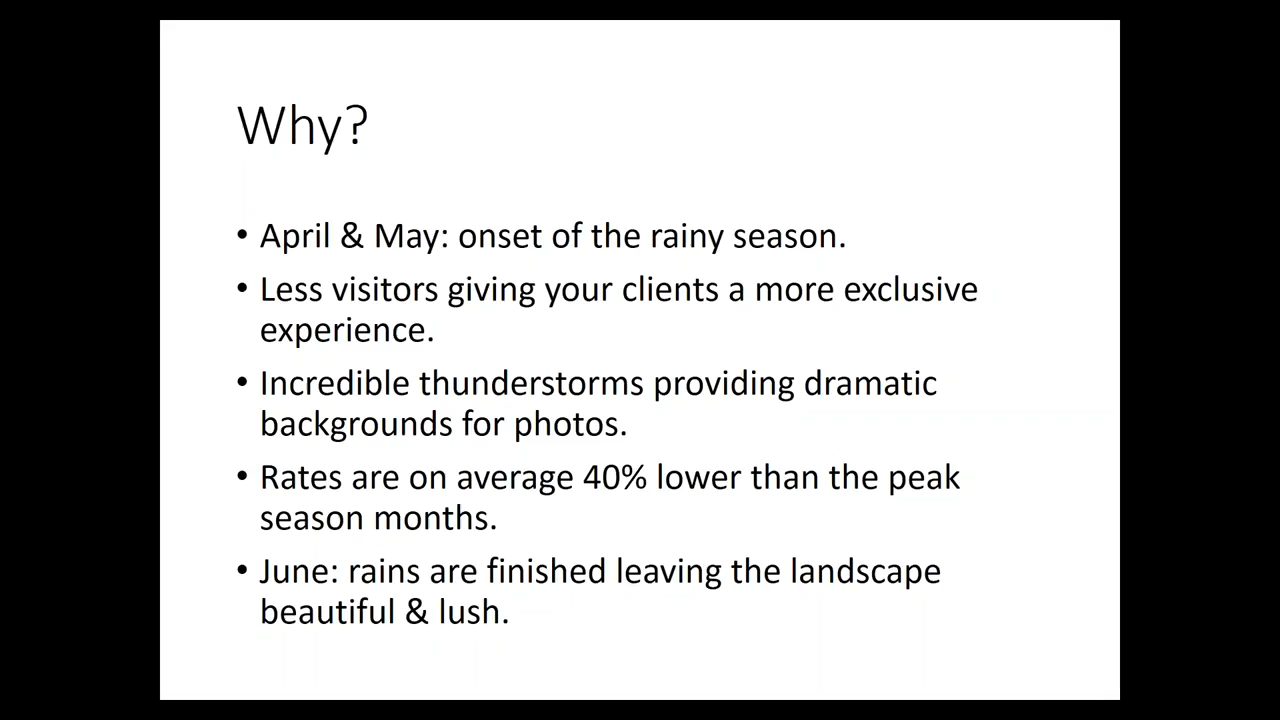 Why?
• April & May: onset of the rainy season.
• Less visitors giving your clients a more exclusive
experience.
• Incredible thunderstorms providing dramatic
backgrounds for photos.
• Rates are on average 40% lower than the peak
season months.
• June: rains are finished leaving the landscape
beautiful & lush.